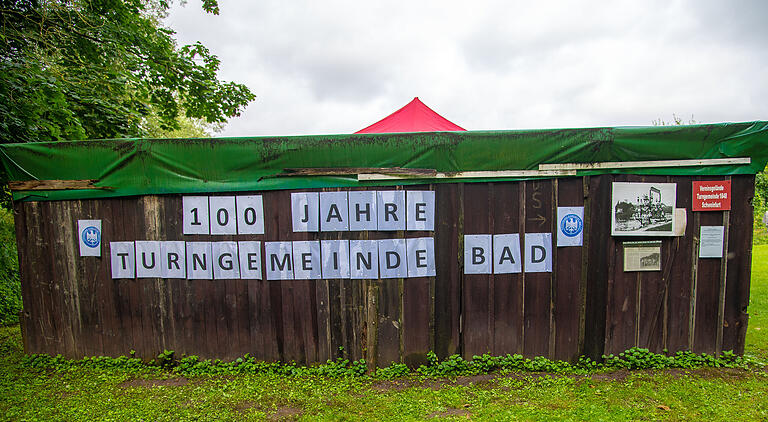 100 JAHRE
TURNGEMEINDE BAD
Vereinsgelände
Turngemeinde 1848
Schweinfurt